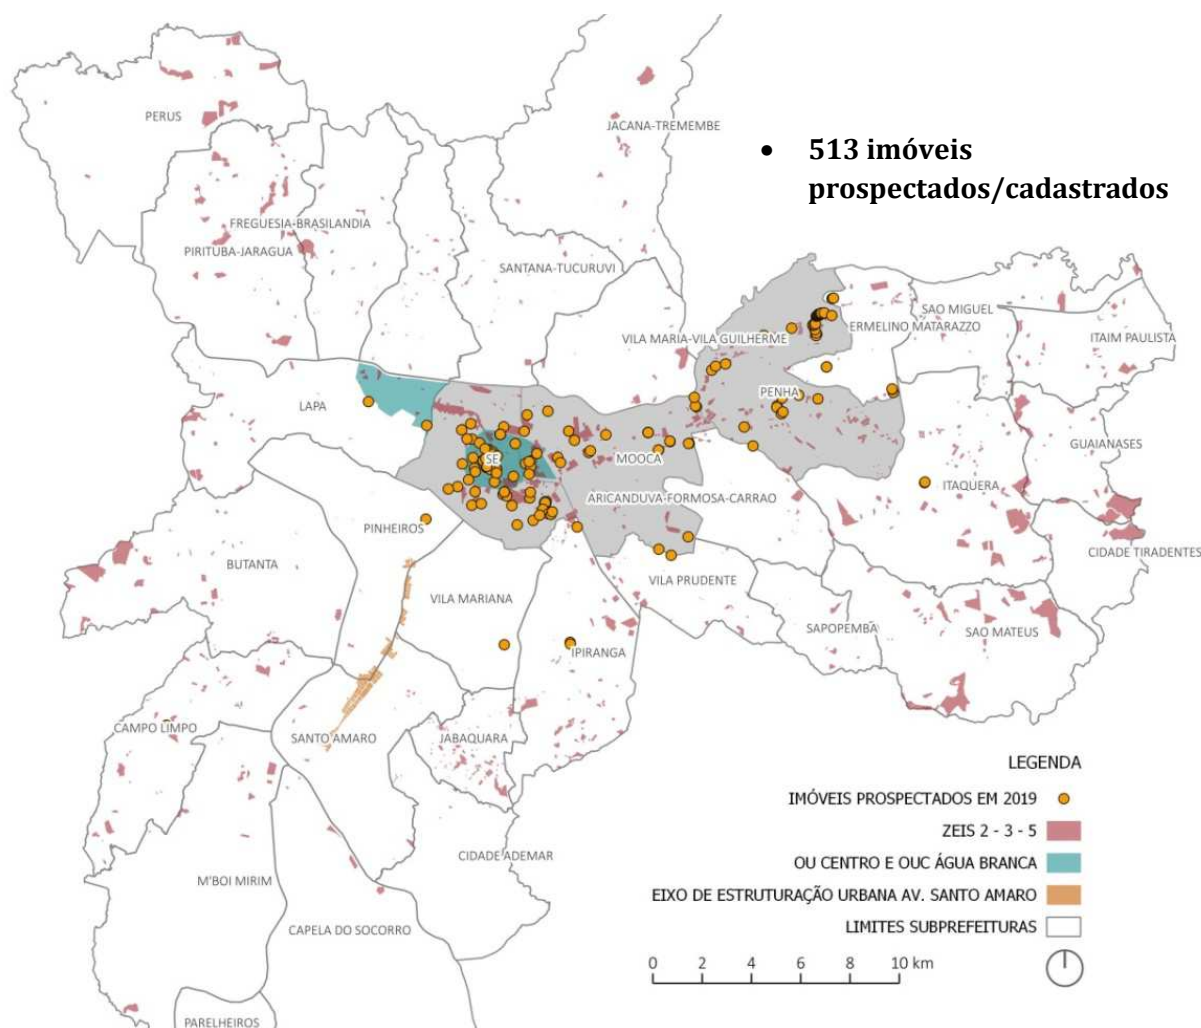 PERUS
JACANA-TREMEMBE
• 513 imóveis
prospectados/cadastrados
FREGUESIA-BRASILANDIA
PIRITUBA-JARAGUA
SANTANA-TUCURUVI
SAO MIGUEL
ERMELINO MATARAZZO
VILA MARIA-VILA GUILHERME
ITAIM PAULISTA
PENHA
LAPA
GUAIANASES
SE
MOOCA
ITAQUERA
ARICANDUVA-FORMOSA-CARRAO
PINHEIROS
CIDADE TIRADENTES
BUTANTA
VILA PRUDENTE
VILA MARIANA
SAPOPEMBA
SAO MATEUS
IPIRANGA
CAMPO LIMPO
SANTO AMARO
JABAQUARA
LEGENDA
IMÓVEIS PROSPECTADOS EM 2019
ZEIS 2 - 3 - 5
CIDADE ADEMAR
OU CENTRO E OUC ÁGUA BRANCA
M'BOI MIRIM
EIXO DE ESTRUTURAÇÃO URBANA AV. SANTO AMARO
CAPELA DO SOCORRO
LIMITES SUBPREFEITURAS
0 2 4 6 8 10 km
PARELHEIROS